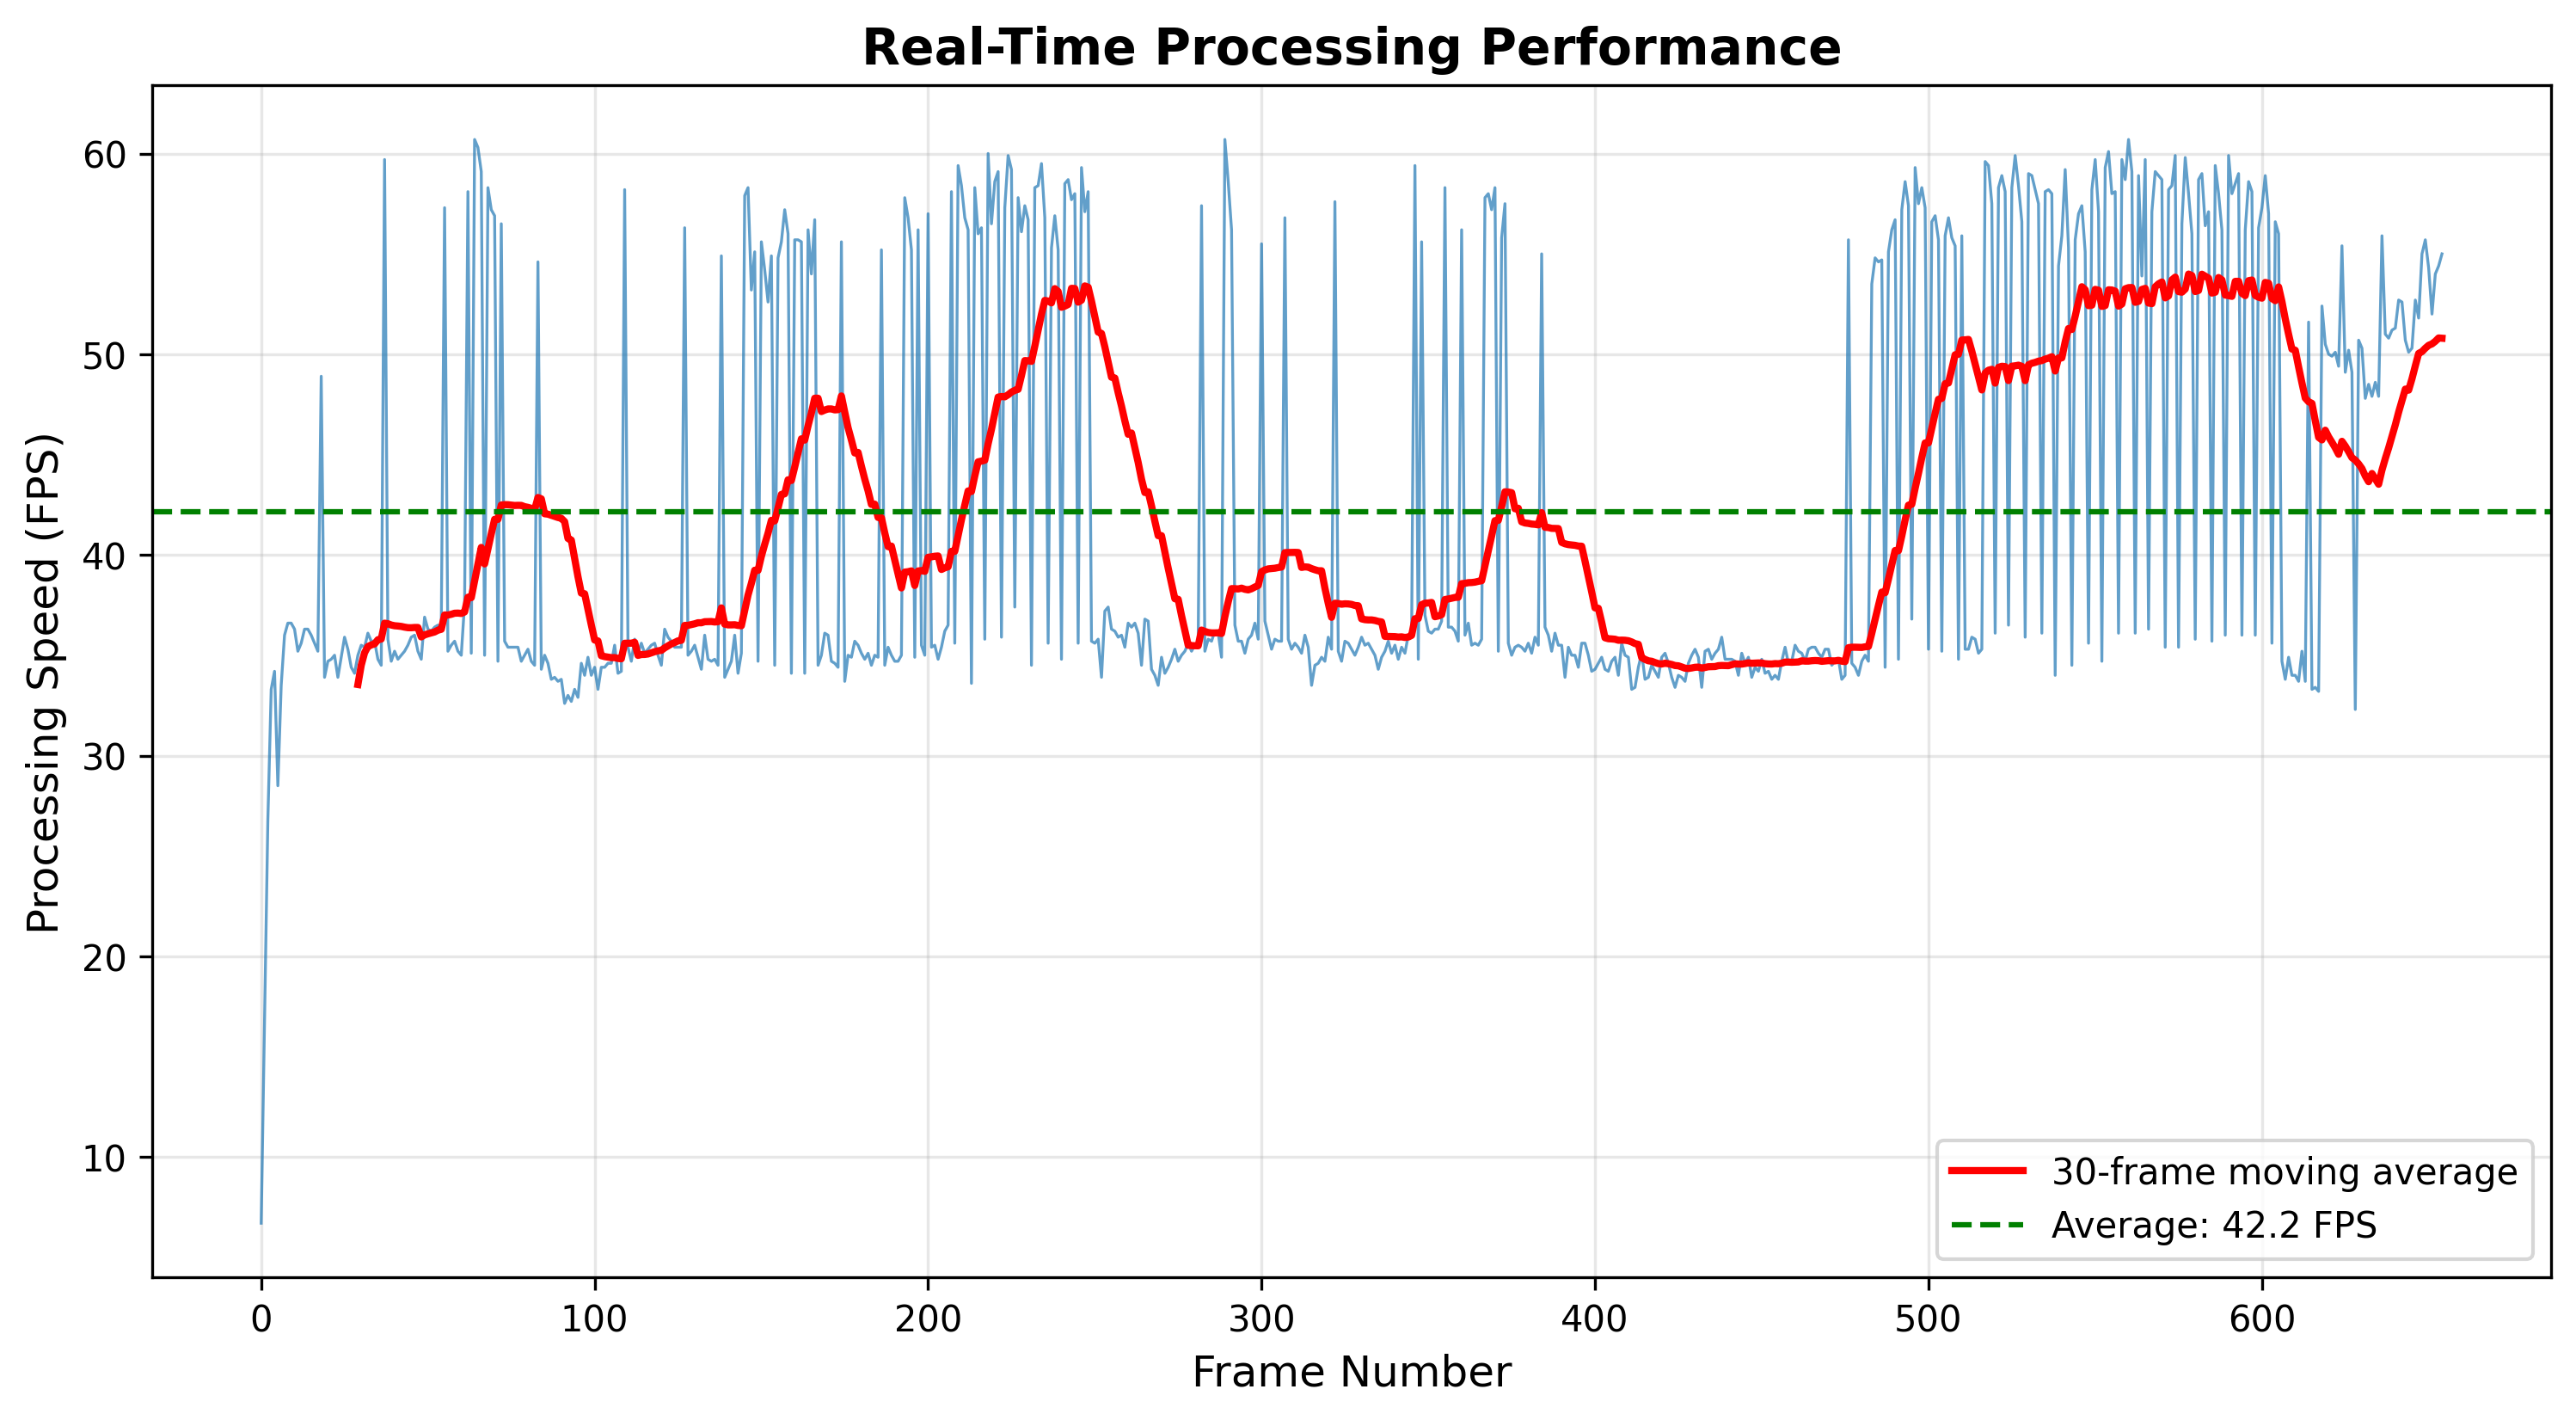 Real-Time Processing Performance
Processing Speed (FPS)
60
50
40
30
20
10
0 100 200 300 400 500 600
Frame Number
30-frame moving average
Average: 42.2 FPS